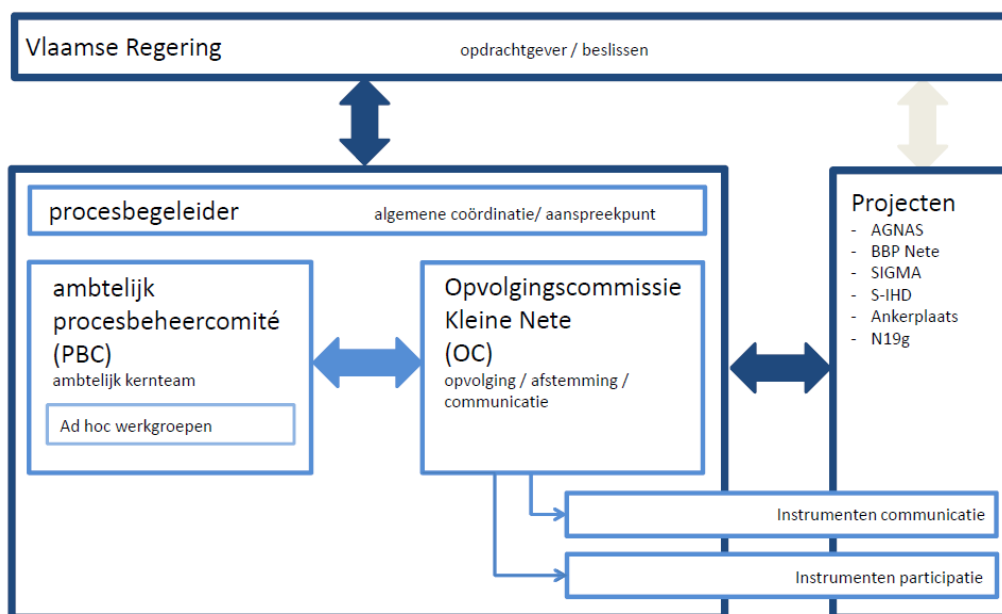 Vlaamse Regering
opdrachtgever / beslissen
procesbegeleider
algemene coördinatie/ aanspreekpunt
ambtelijk
procesbeheercomité
(PBC)
ambtelijk kernteam
Ad hoc werkgroepen
Opvolgingscommissie
Kleine Nete
(OC)
opvolging / afstemming /
communicatie
Projecten
- AGNAS
- BBP Nete
- SIGMA
- S-IHD
- Ankerplaats
- N19g
Instrumenten communicatie
Instrumenten participatie